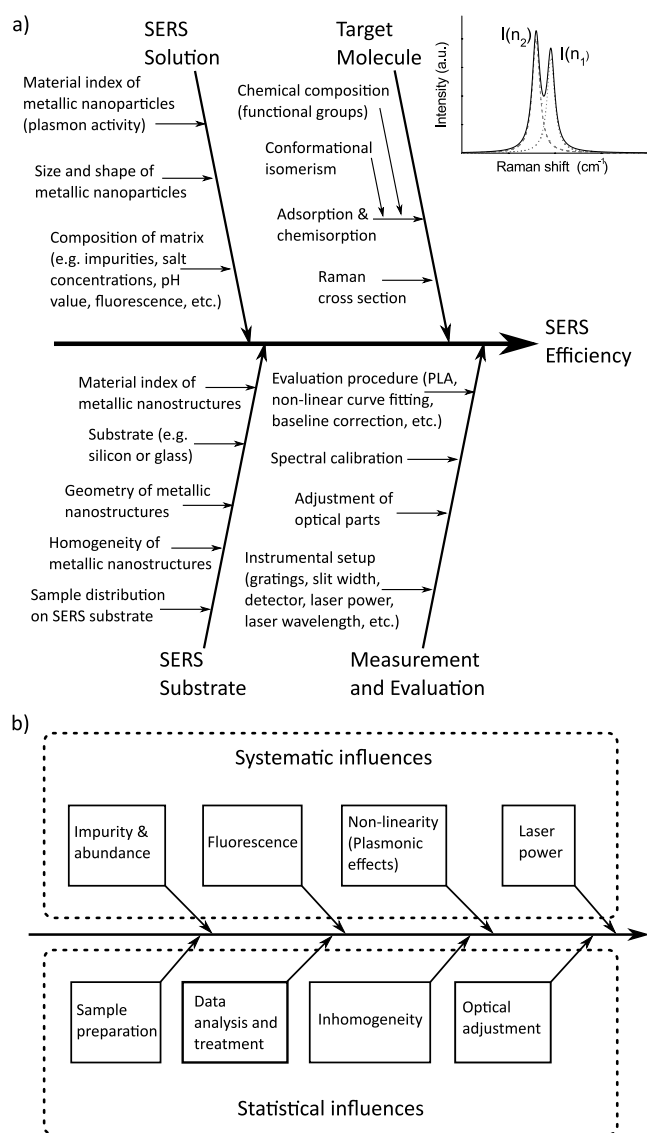 a)
SERS
Solution
Material index of
metallic nanoparticles
(plasmon activity)
Size and shape of
metallic nanoparticles
Composition of matrix
(e.g. impurities, salt
concentrations, pH
value, fluorescence, etc.)
Target
Molecule
Chemical composition
(functional groups)
Conformational
isomerism
Adsorption &
chemisorption
Raman
cross section
I(n2)
I(n1)
Intensity (a.u.)
Raman shift (cm-1)
SERS
Efficiency
Material index of
metallic nanostructures
Substrate (e.g.
silicon or glass)
Geometry of metallic
nanostructures
Homogeneity of
metallic nanostructures
Sample distribution
on SERS substrate
SERS
Substrate
Evaluation procedure (PLA,
non-linear curve fitting,
baseline correction, etc.)
Spectral calibration
Adjustment of
optical parts
Instrumental setup
(gratings, slit width,
detector, laser power,
laser wavelength, etc.)
Measurement
and Evaluation
b)
Systematic influences
Impurity &
abundance
Fluorescence
Non-linearity
(Plasmonic
effects)
Laser
power
Sample
preparation
Data
analysis and
treatment
Inhomogeneity
Optical
adjustment
Statistical influences